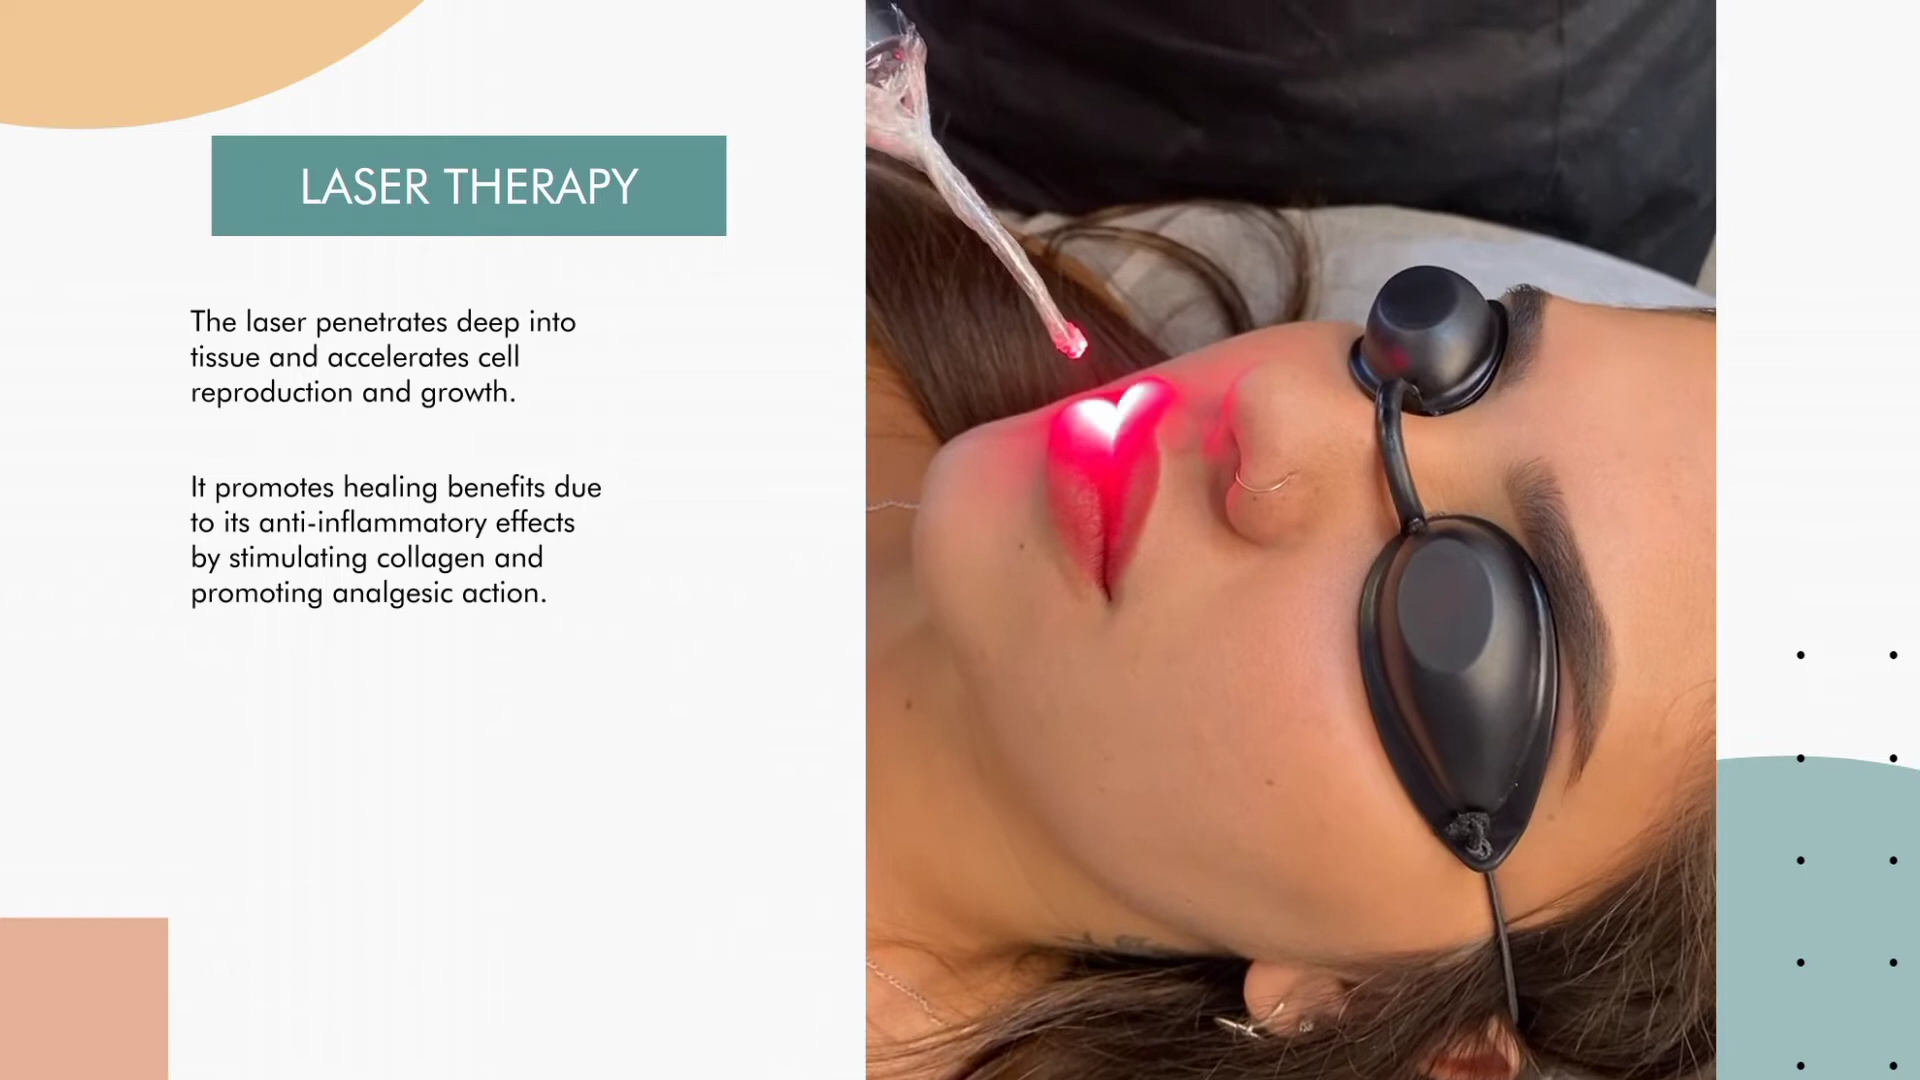 LASER THERAPY
The laser penetrates deep into
tissue and accelerates cell
reproduction and growth.
It promotes healing benefits due
to its anti-inflammatory effects
by stimulating collagen and
promoting analgesic action.